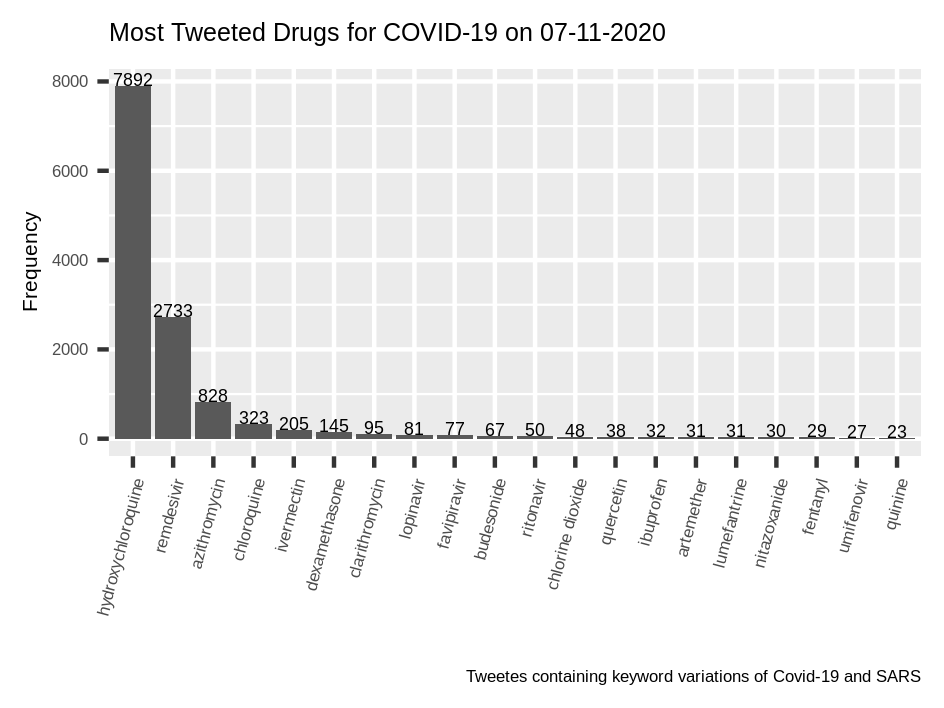 Most Tweeted Drugs for COVID-19 on 07-11-2020
Frequency
8000
6000
4000
2000
0
7892
2733
828
323
205
145
95
81
77
67
50
48
38
32
31
31
30
29
27
23
hydroxychloroquine
remdesivir
azithromycin
chloroquine
ivermectin
dexamethasone
clarithromycin
lopinavir
favipiravir
budesonide
ritonavir
chlorine dioxide
quercetin
ibuprofen
artemether
lumefantrine
nitazoxanide
fentanyl
umifenovir
quinine
Tweetes containing keyword variations of Covid-19 and SARS